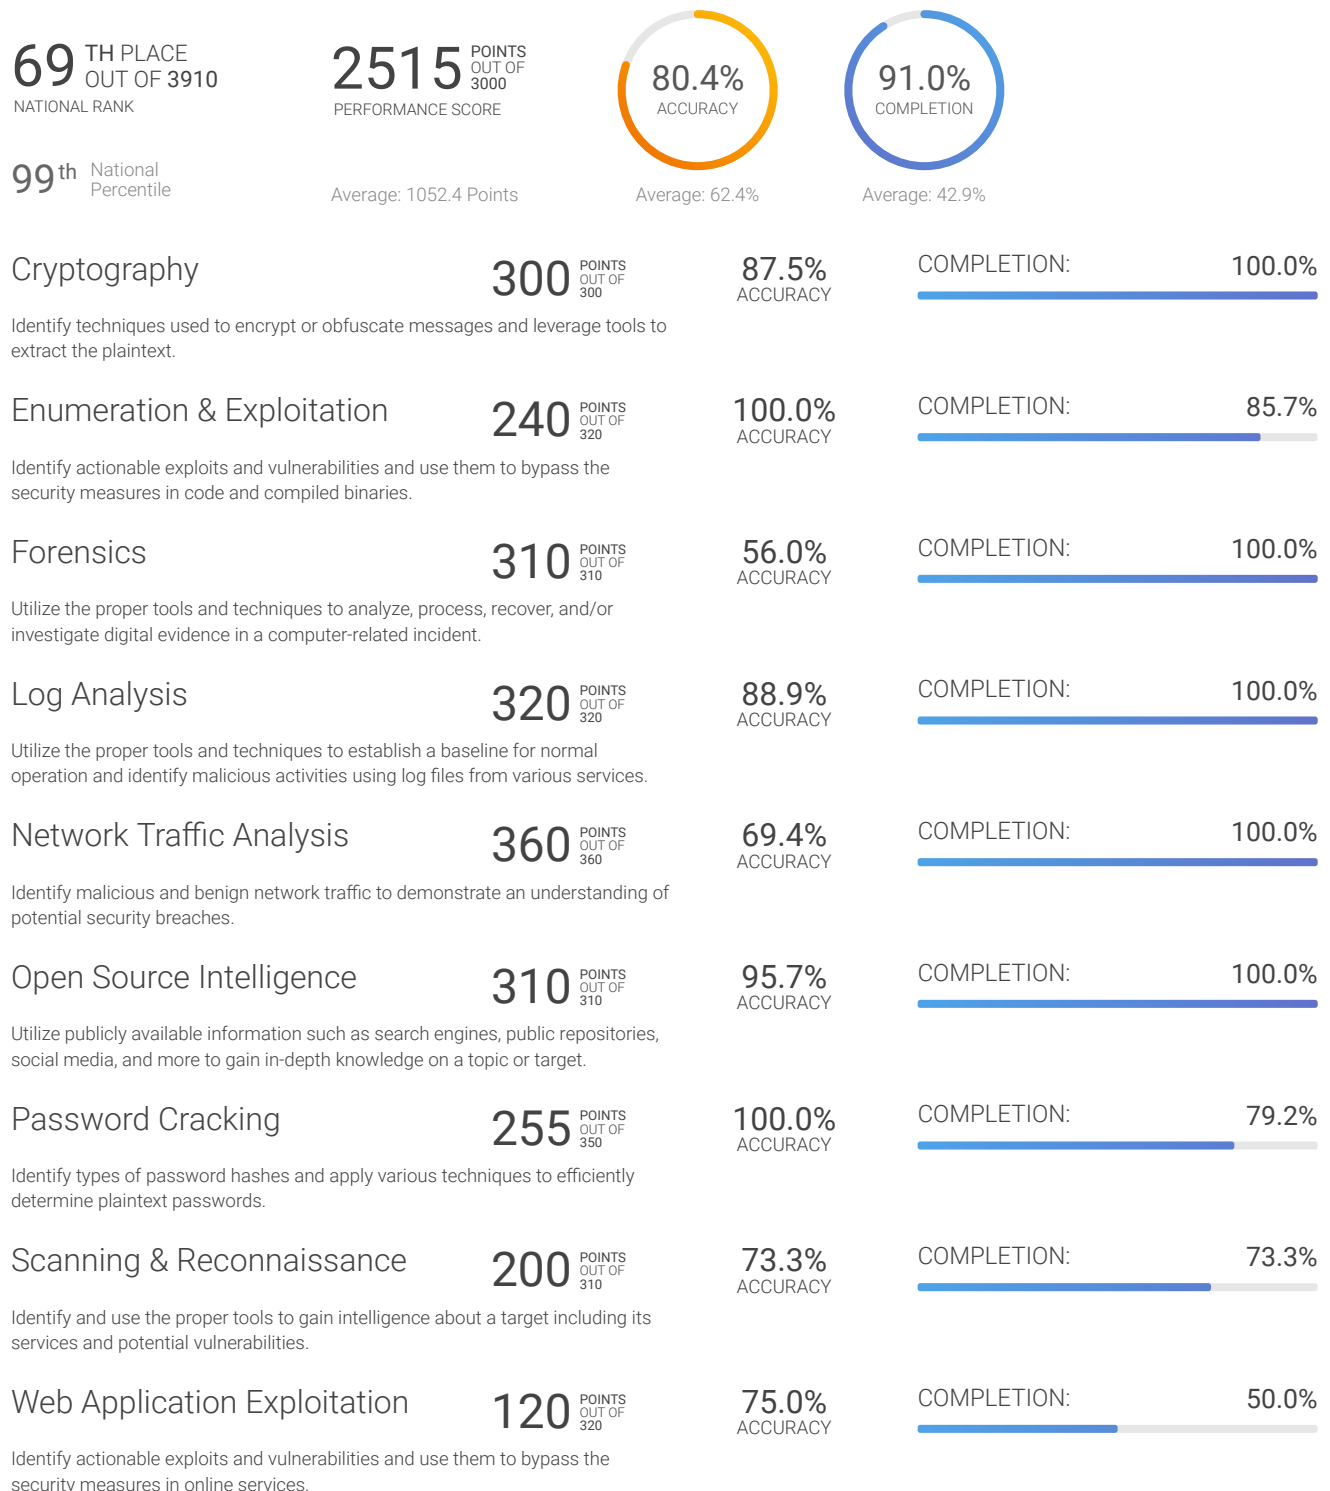 69 TH PLACE
OUT OF 3910
NATIONAL RANK
99th National
Percentile
2515 POINTS
OUT OF
3000
PERFORMANCE SCORE
Average: 1052.4 Points
80.4%
ACCURACY
Average: 62.4%
91.0%
COMPLETION
Average: 42.9%
Cryptography
300 POINTS
OUT OF
300
87.5%
ACCURACY
COMPLETION: 100.0%
Identify techniques used to encrypt or obfuscate messages and leverage tools to
extract the plaintext.
Enumeration & Exploitation
240 POINTS
OUT OF
320
100.0%
ACCURACY
COMPLETION: 85.7%
Identify actionable exploits and vulnerabilities and use them to bypass the
security measures in code and compiled binaries.
Forensics
310 POINTS
OUT OF
310
56.0%
ACCURACY
COMPLETION: 100.0%
Utilize the proper tools and techniques to analyze, process, recover, and/or
investigate digital evidence in a computer-related incident.
Log Analysis
320 POINTS
OUT OF
320
88.9%
ACCURACY
COMPLETION: 100.0%
Utilize the proper tools and techniques to establish a baseline for normal
operation and identify malicious activities using log files from various services.
Network Traffic Analysis
360 POINTS
OUT OF
360
69.4%
ACCURACY
COMPLETION: 100.0%
Identify malicious and benign network traffic to demonstrate an understanding of
potential security breaches.
Open Source Intelligence
310 POINTS
OUT OF
310
95.7%
ACCURACY
COMPLETION: 100.0%
Utilize publicly available information such as search engines, public repositories,
social media, and more to gain in-depth knowledge on a topic or target.
Password Cracking
255 POINTS
OUT OF
350
100.0%
ACCURACY
COMPLETION: 79.2%
Identify types of password hashes and apply various techniques to efficiently
determine plaintext passwords.
Scanning & Reconnaissance
200 POINTS
OUT OF
310
73.3%
ACCURACY
COMPLETION: 73.3%
Identify and use the proper tools to gain intelligence about a target including its
services and potential vulnerabilities.
Web Application Exploitation
120 POINTS
OUT OF
320
75.0%
ACCURACY
COMPLETION: 50.0%
Identify actionable exploits and vulnerabilities and use them to bypass the
security measures in online services.